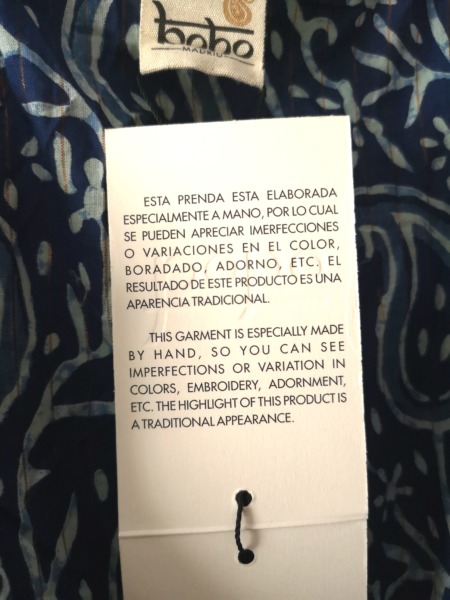 bobo
MADRID
ESTA PRENDA ESTA ELABORADA
ESPECIALMENTE A MANO, POR LO CUAL
SE PUEDEN APRECIAR IMERFECCIONES
O VARIACIONES EN EL COLOR,
BORADADO, ADORNO, ETC. EL
RESULTADO DE ESTE PRODUCTO ES UNA
APARENCIA TRADICIONAL.
THIS GARMENT IS ESPECIALLY MADE
BY HAND, SO YOU CAN SEE
IMPERFECTIONS OR VARIATION IN
COLORS, EMBROIDERY, ADORNMENT,
ETC. THE HIGHLIGHT OF THIS PRODUCT IS
A TRADITIONAL APPEARANCE.